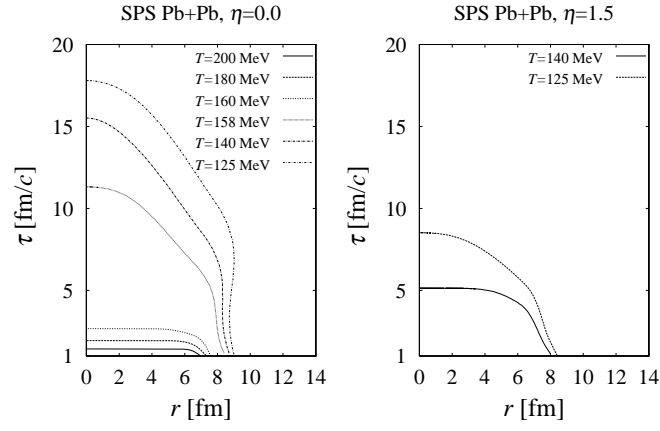 SPS Pb+Pb, η=0.0
20
15
10
5
1
τ [fm/c]
T=200 MeV
T=180 MeV
T=160 MeV
T=158 MeV
T=140 MeV
T=125 MeV
0 2 4 6 8 10 12 14
r [fm]
SPS Pb+Pb, η=1.5
20
15
10
5
1
τ [fm/c]
T=140 MeV
T=125 MeV
0 2 4 6 8 10 12 14
r [fm]